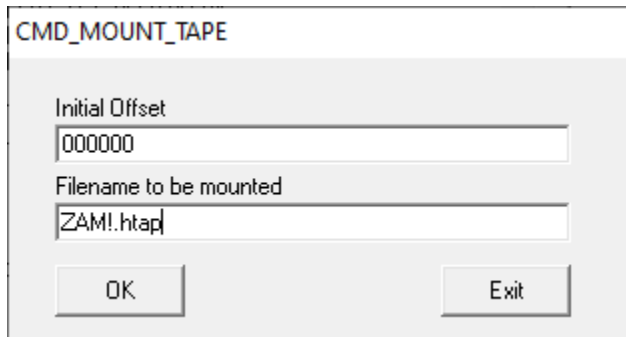 CMD_MOUNT_TAPE
Initial Offset
000000
Filename to be mounted
ZAM!.htap
OK
Exit